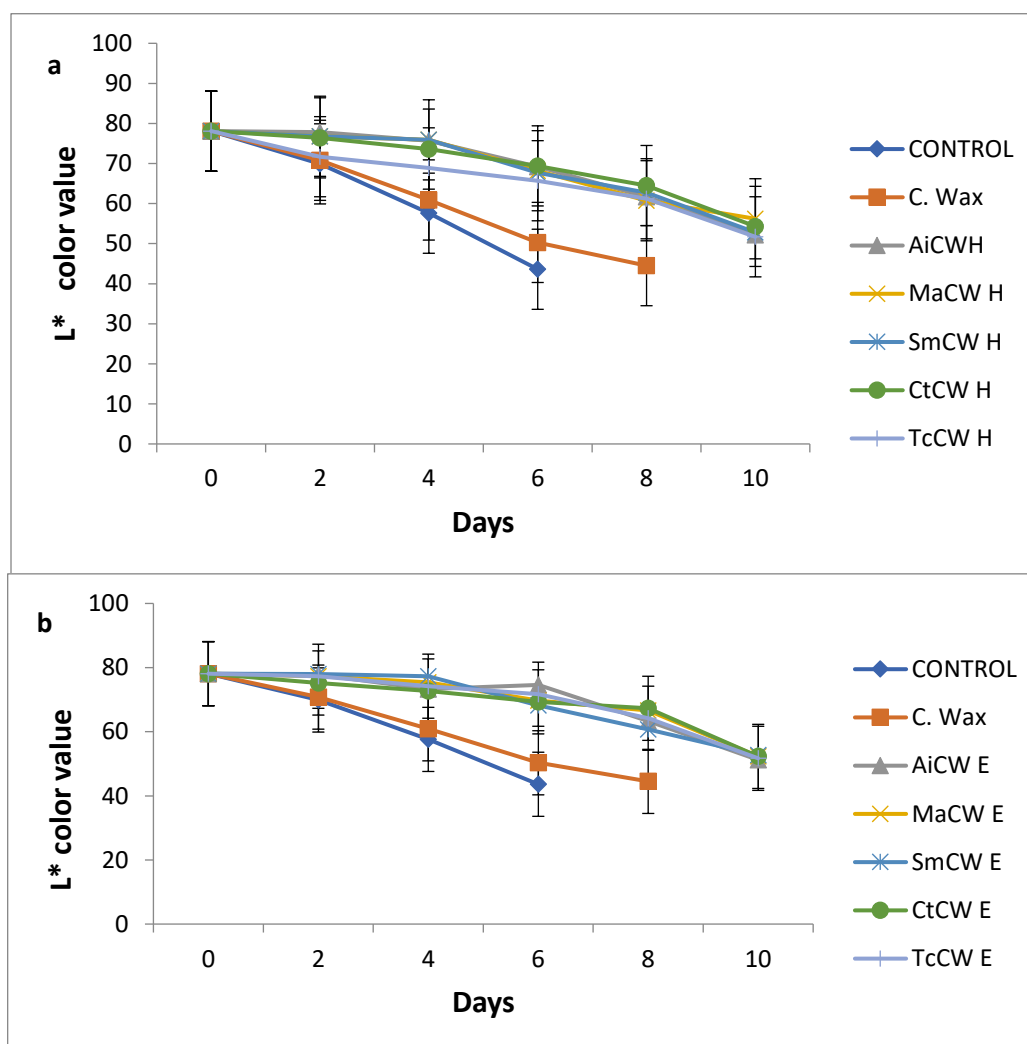 a
L* color value
100
90
80
70
60
50
40
30
20
10
0
0 2 4 6 8 10
Days
CONTROL
C. Wax
AiCWH
MaCW H
SmCW H
CtCW H
TcCW H
b
L* color value
100
80
60
40
20
0
0 2 4 6 8 10
Days
CONTROL
C. Wax
AiCW E
MaCW E
SmCW E
CtCW E
TcCW E